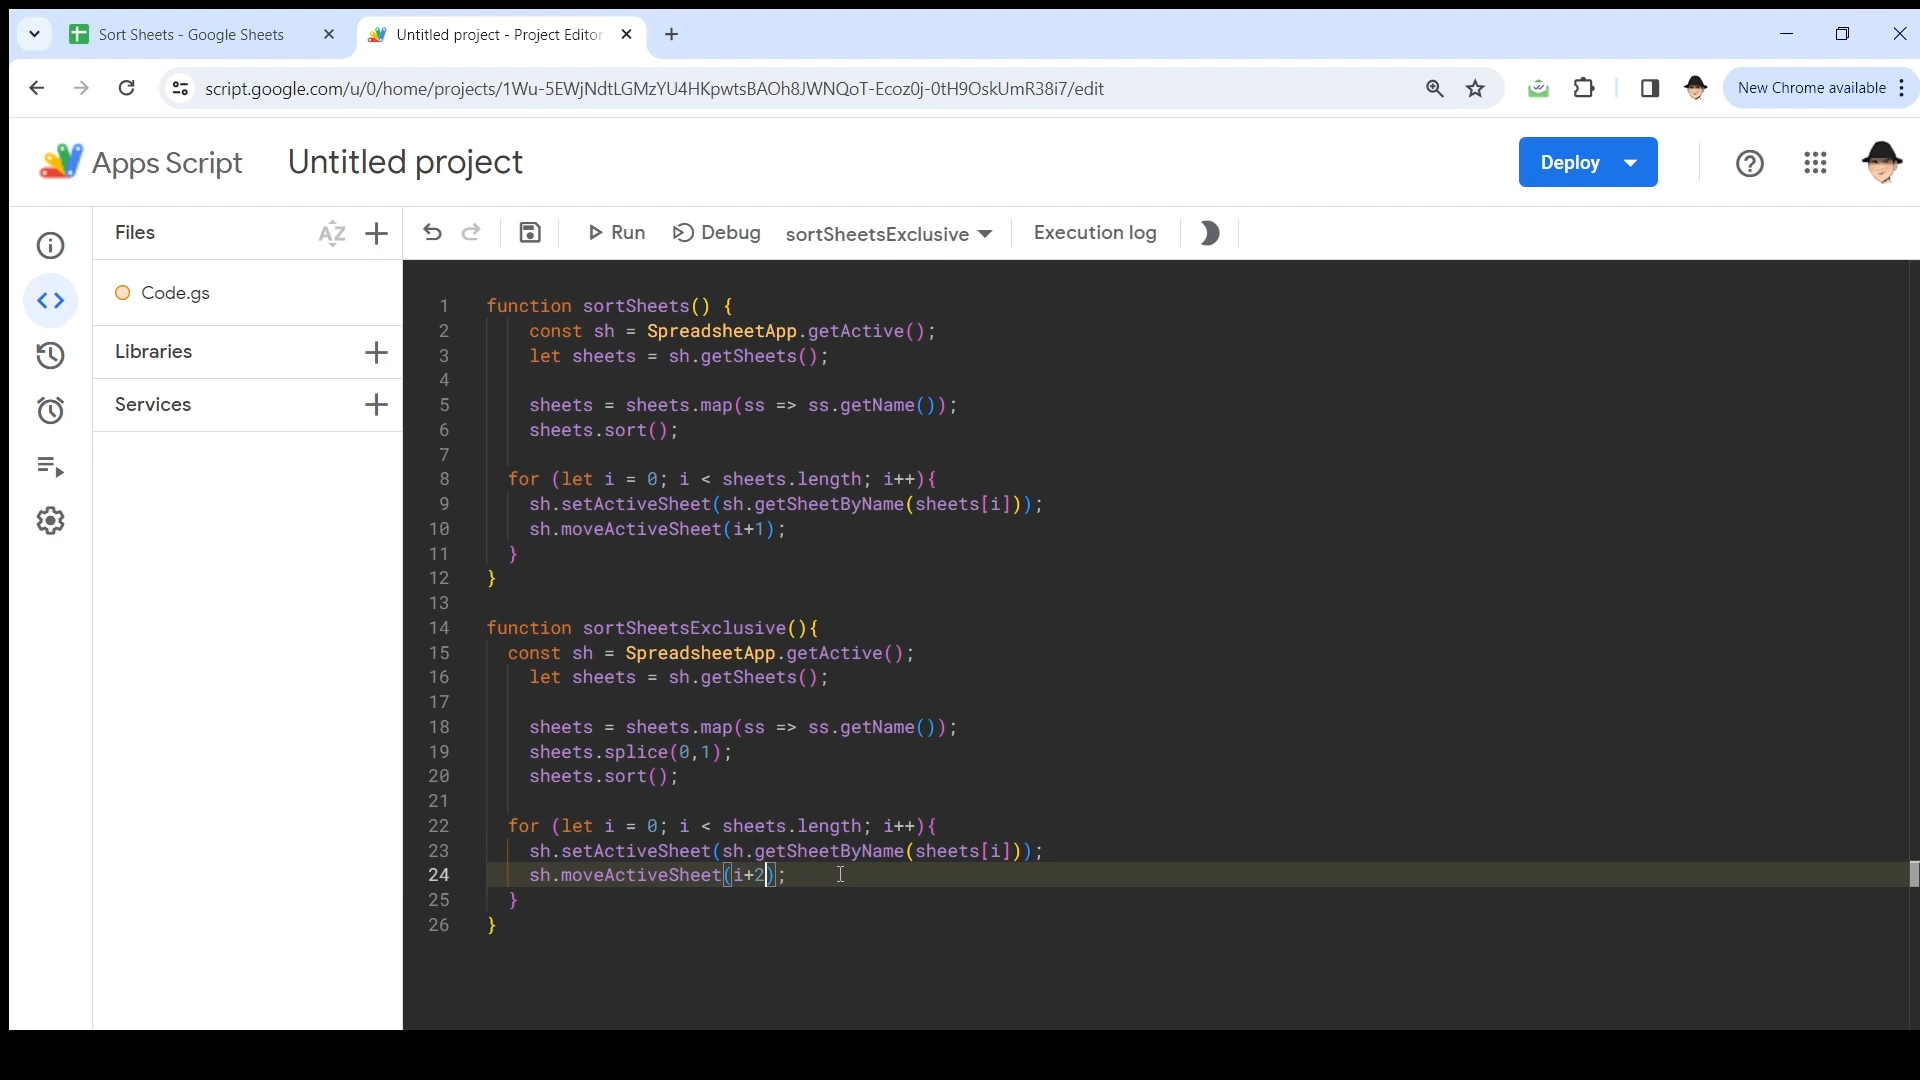 Sort Sheets - Google Sheets
Untitled project - Project Editor
script.google.com/u/0/home/projects/1Wu-5EWjNdtLGMzYU4HKpwtsBAOh8JWNQoT-Ecoz0j-0tH9OskUmR38i7/edit
New Chrome available
Apps Script
Untitled project
Deploy
Files
AZ
Run
Debug
sortSheetsExclusive
Execution log
Code.gs
Libraries
Services
1 function sortSheets() {
2 const sh = SpreadsheetApp.getActive();
3 let sheets = sh.getSheets();
4
5 sheets = sheets.map(ss => ss.getName());
6 sheets.sort();
7
8 for (let i = 0; i < sheets.length; i++){
9 sh.setActiveSheet(sh.getSheetByName(sheets[i]));
10 sh.moveActiveSheet(i+1);
11 }
12 }
13
14 function sortSheetsExclusive(){
15 const sh = SpreadsheetApp.getActive();
16 let sheets = sh.getSheets();
17
18 sheets = sheets.map(ss => ss.getName());
19 sheets.splice(0,1);
20 sheets.sort();
21
22 for (let i = 0; i < sheets.length; i++){
23 sh.setActiveSheet(sh.getSheetByName(sheets[i]));
24 sh.moveActiveSheet(i+2);
25 }
26 }